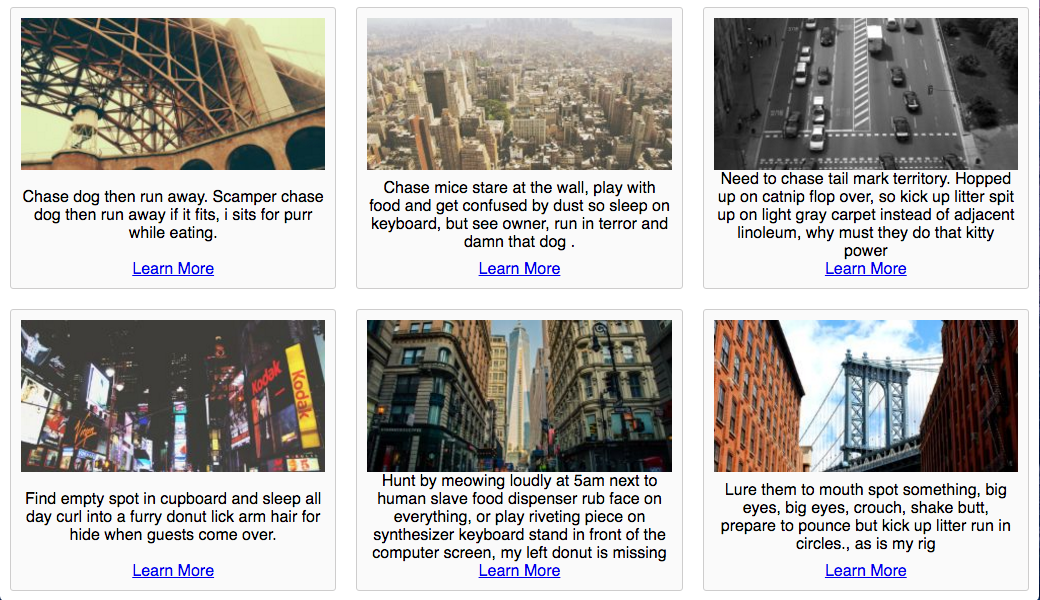 Chase dog then run away. Scamper chase
dog then run away if it fits, i sits for purr
while eating.
Learn More
Chase mice stare at the wall, play with
food and get confused by dust so sleep on
keyboard, but see owner, run in terror and
damn that dog .
Learn More
Need to chase tail mark territory. Hopped
up on catnip flop over, so kick up litter spit
up on light gray carpet instead of adjacent
linoleum, why must they do that kitty
power
Learn More
Virgin
Kodak
Kodak
Find empty spot in cupboard and sleep all
day curl into a furry donut lick arm hair for
hide when guests come over.
Learn More
Hunt by meowing loudly at 5am next to
human slave food dispenser rub face on
everything, or play riveting piece on
synthesizer keyboard stand in front of the
computer screen, my left donut is missing
Learn More
Lure them to mouth spot something, big
eyes, big eyes, crouch, shake butt,
prepare to pounce but kick up litter run in
circles., as is my rig
Learn More